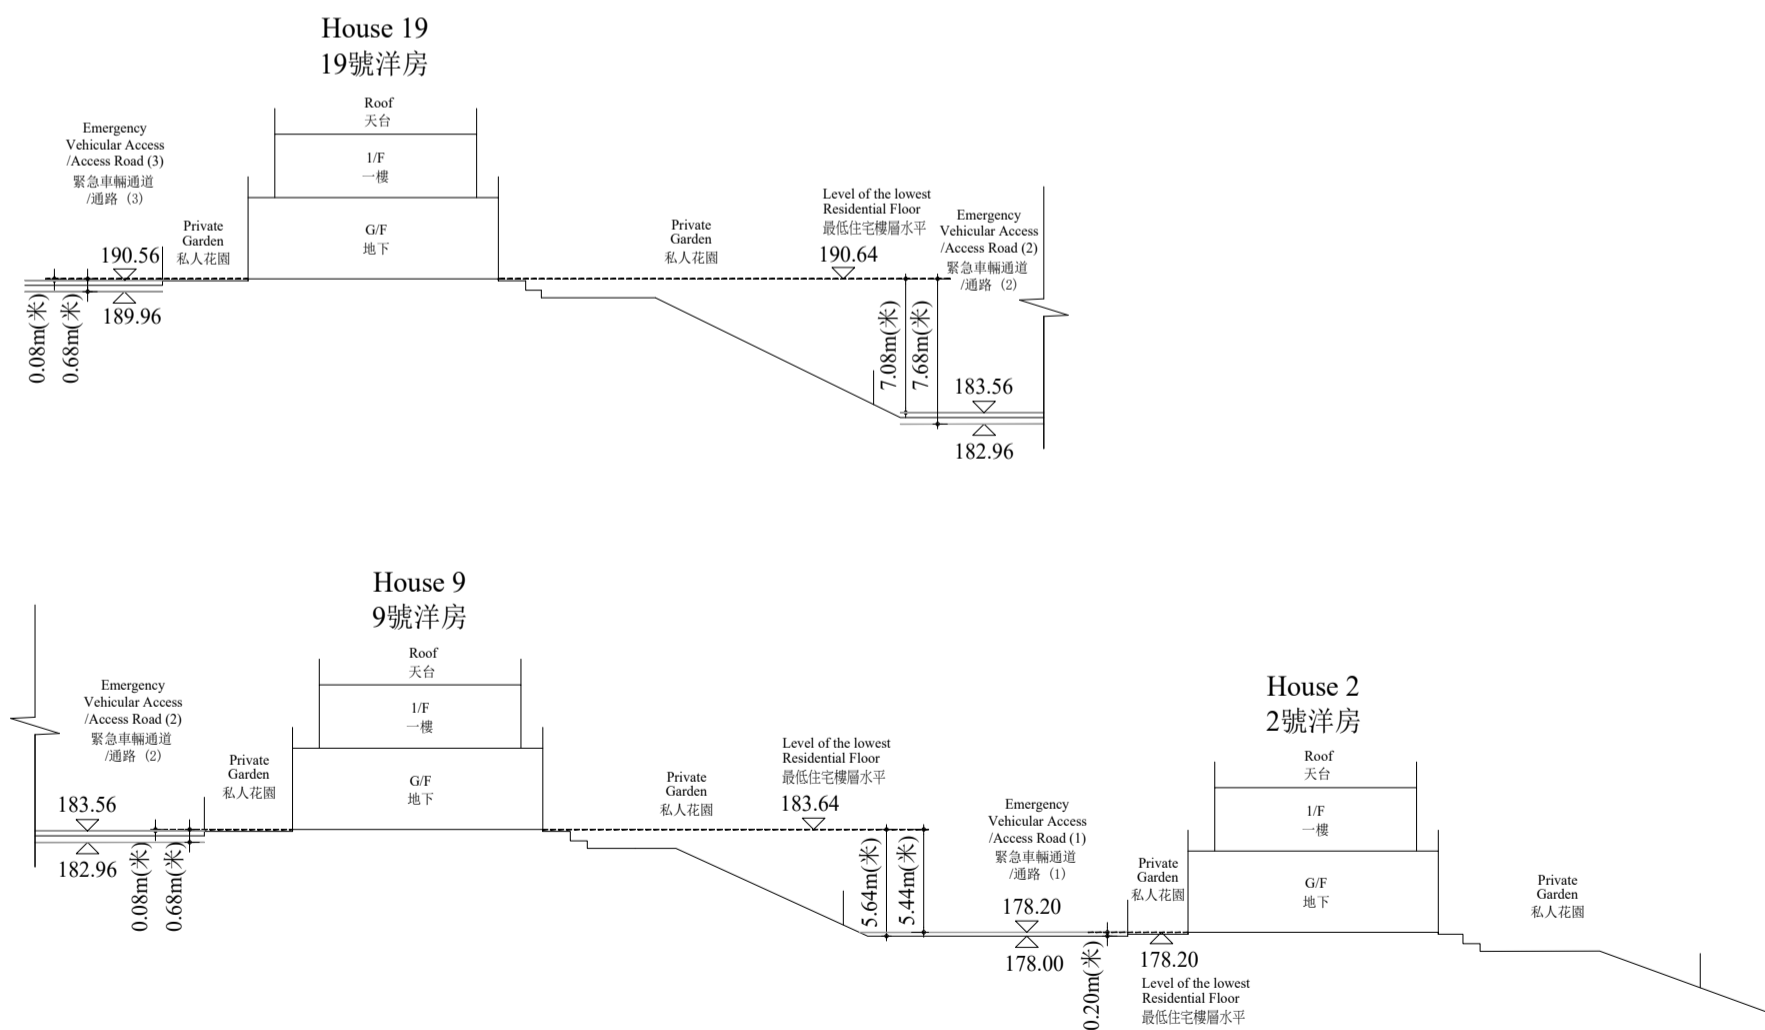 House 19
19號洋房
Roof
天台
1/F
一樓
G/F
地下
Emergency
Vehicular Access
/Access Road (3)
緊急車輛通道
/通路 (3)
Private
Garden
私人花園
190.56
189.96
0.08m(米)
0.68m(米)
Private
Garden
私人花園
Level of the lowest
Residential Floor
最低住宅樓層水平
190.64
Emergency
Vehicular Access
/Access Road (2)
緊急車輛通道
/通路 (2)
7.08m(米)
7.68m(米)
183.56
182.96
House 9
9號洋房
Roof
天台
1/F
一樓
G/F
地下
Emergency
Vehicular Access
/Access Road (2)
緊急車輛通道
/通路 (2)
Private
Garden
私人花園
183.56
182.96
0.08m(米)
0.68m(米)
Private
Garden
私人花園
Level of the lowest
Residential Floor
最低住宅樓層水平
183.64
5.64m(米)
5.44m(米)
Emergency
Vehicular Access
/Access Road (1)
緊急車輛通道
/通路 (1)
178.20
178.00
0.20m(米)
House 2
2號洋房
Roof
天台
1/F
一樓
G/F
地下
Private
Garden
私人花園
178.20
Level of the lowest
Residential Floor
最低住宅樓層水平
Private
Garden
私人花園